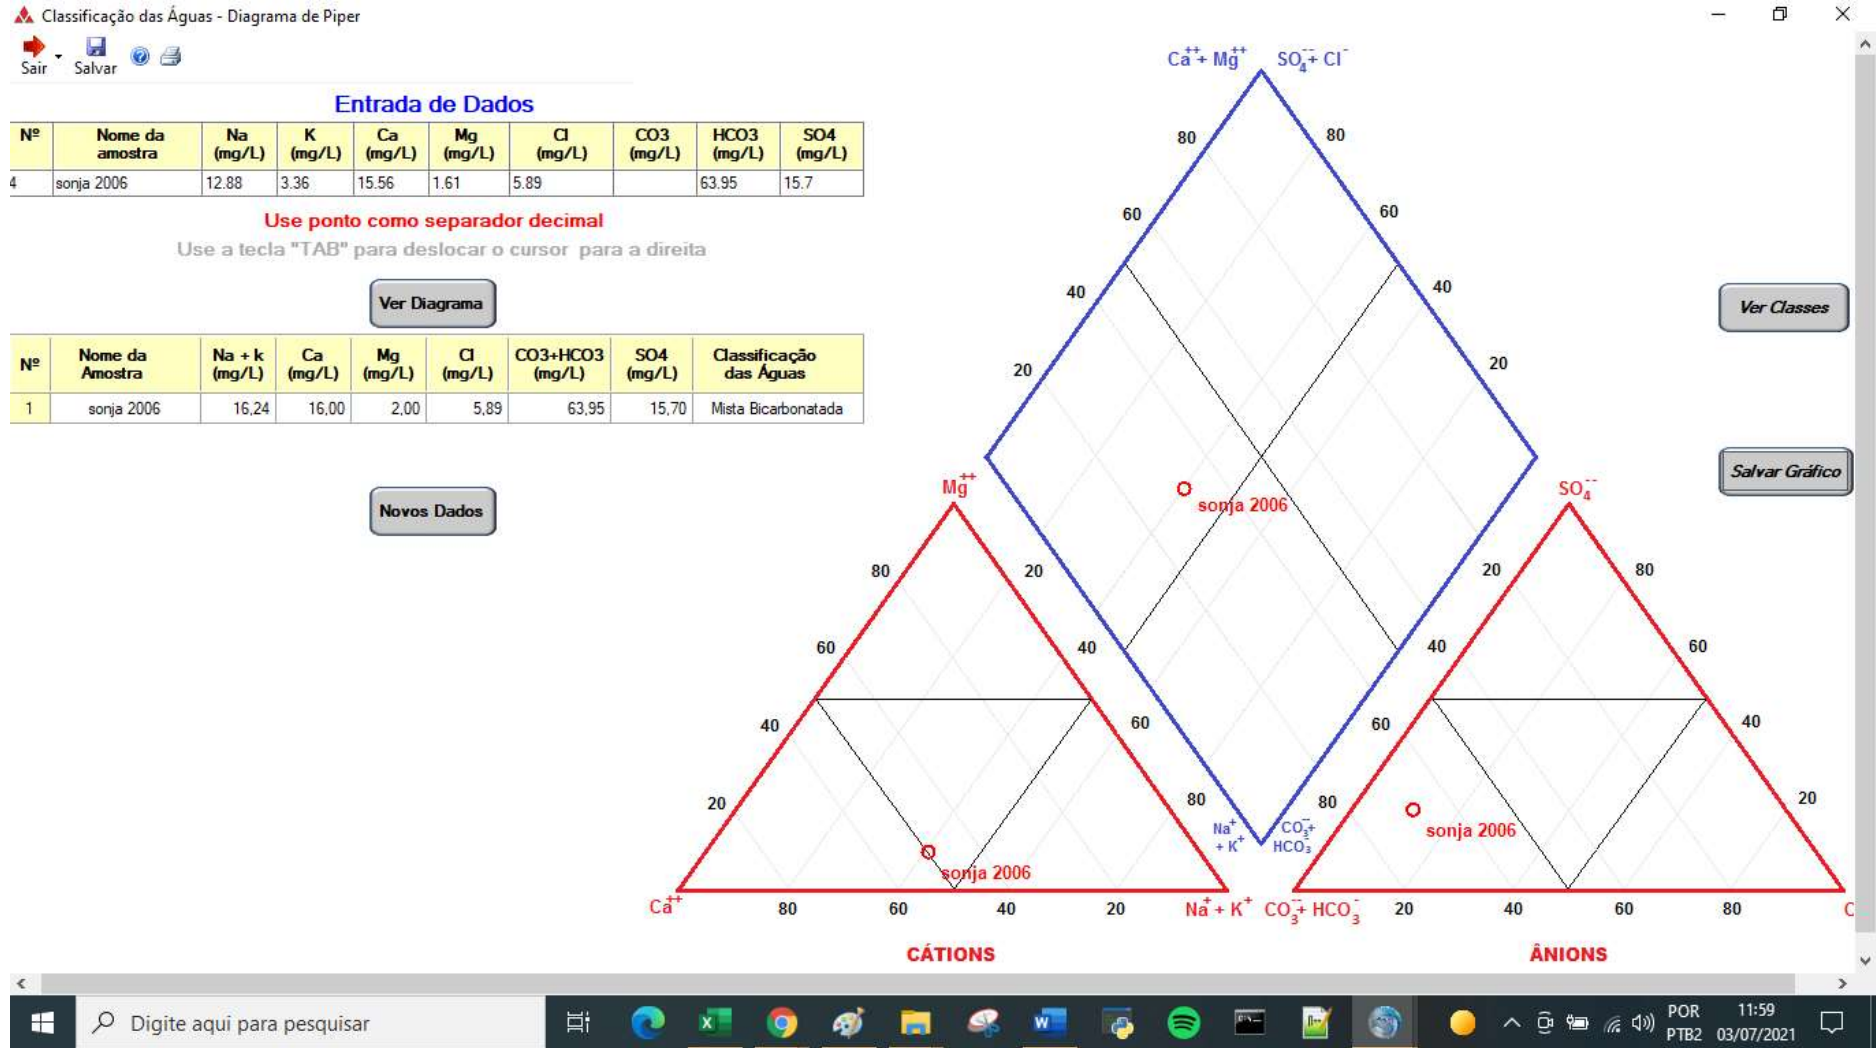 Classificação das Águas - Diagrama de Piper
Sair
Salvar
Entrada de Dados
Nº Nome da amostra Na (mg/L) K (mg/L) Ca (mg/L) Mg (mg/L) Cl (mg/L) CO3 (mg/L) HCO3 (mg/L) SO4 (mg/L)
4 sonja 2006 12.88 3.36 15.56 1.61 5.89 63.95 15.7
Use ponto como separador decimal
Use a tecla "TAB" para deslocar o cursor para a direita
Ver Diagrama
Nº Nome da Amostra Na + k (mg/L) Ca (mg/L) Mg (mg/L) Cl (mg/L) CO3+HCO3 (mg/L) SO4 (mg/L) Classificação das Águas
1 sonja 2006 16,24 16,00 2,00 5,89 63,95 15,70 Mista Bicarbonatada
Novos Dados
Ca++ + Mg++ SO4-- + Cl-
80 80
60 60
40 40
20 20
sonja 2006
Mg++
SO4--
80 20 20 80
60 40 40 60
40 60 60 40
20 80 80 20
Na+ + K+ CO3-- + HCO3-
sonja 2006
sonja 2006
Ca++ 80 60 40 20 Na+ + K+
CO3-- + HCO3- 20 40 60 80 C
CÁTIONS
ÂNIONS
Ver Classes
Salvar Gráfico
Digite aqui para pesquisar
POR
PTB2
11:59
03/07/2021